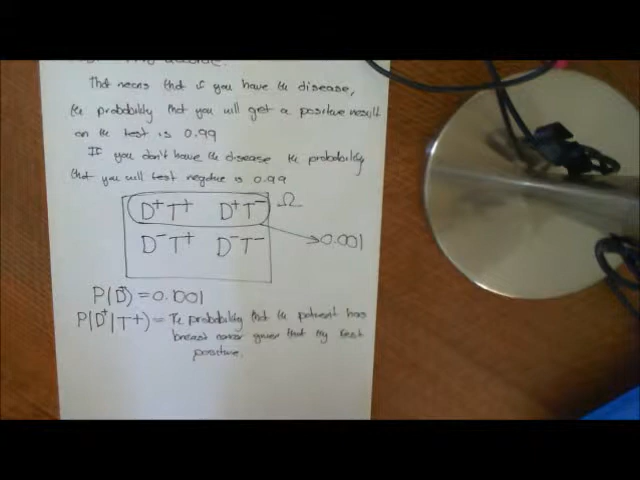 That means that if you have the disease,
the probability that you will get a positive result
on the test is 0.99
If you don't have the disease the probability
that you will test negative is 0.99
D⁺T⁺ D⁺T⁻ Ω
D⁻T⁺ D⁻T⁻ 0.001
P(D⁺)=0.001
P(D⁺|T+)= The probability that the patient has
breast cancer given that they test
positive.